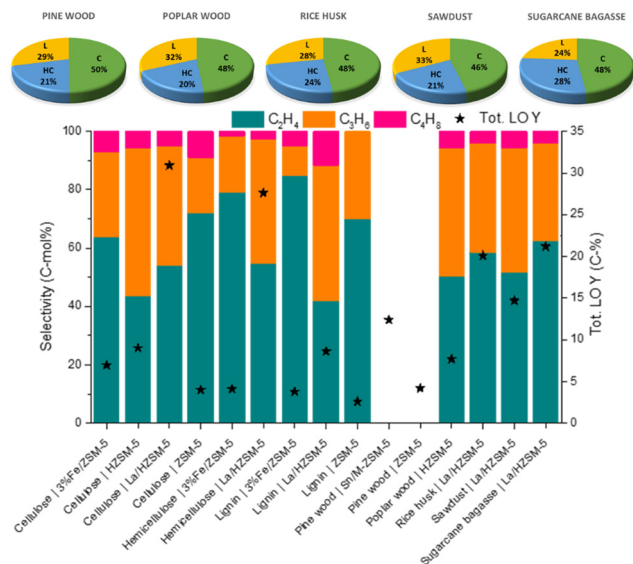 PINE WOOD
POPLAR WOOD
RICE HUSK
SAWDUST
SUGARCANE BAGASSE
L
29%
C
50%
HC
21%
L
32%
C
48%
HC
20%
L
28%
C
48%
HC
24%
L
33%
C
46%
HC
21%
L
24%
C
48%
HC
28%
C₂H₄ C₃H₆ C₄H₈ ★ Tot. LOY
Selectivity (C-mol%)
100
80
60
40
20
0
35
30
25
20
15
10
5
0
Tot. LOY (C-%)
Cellulose | 3%Fe/ZSM-5
Cellulose | HZSM-5
Cellulose | La/HZSM-5
Cellulose | ZSM-5
Hemicellulose | 3%Fe/ZSM-5
Hemicellulose | La/HZSM-5
Lignin | 3%Fe/ZSM-5
Lignin | La/HZSM-5
Lignin | ZSM-5
Pine wood | Sn/M-ZSM-5
Pine wood | ZSM-5
Poplar wood | HZSM-5
Rice husk | La/HZSM-5
Sawdust | La/HZSM-5
Sugarcane bagasse | La/HZSM-5